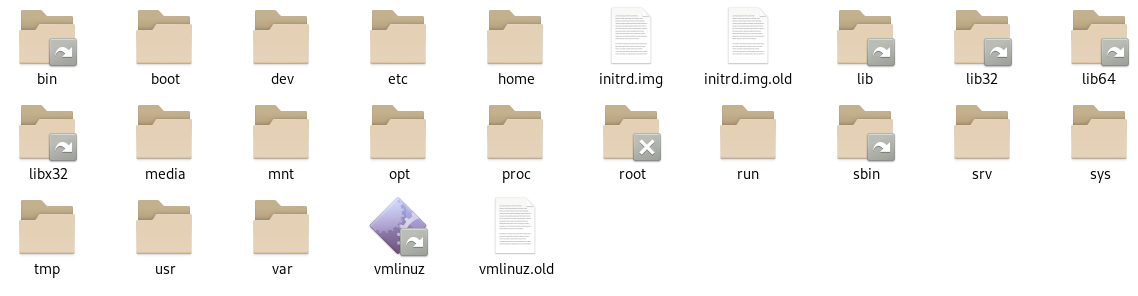 bin boot dev etc home initrd.img initrd.img.old lib lib32 lib64
libx32 media mnt opt proc root run sbin srv sys
tmp usr var vmlinuz vmlinuz.old